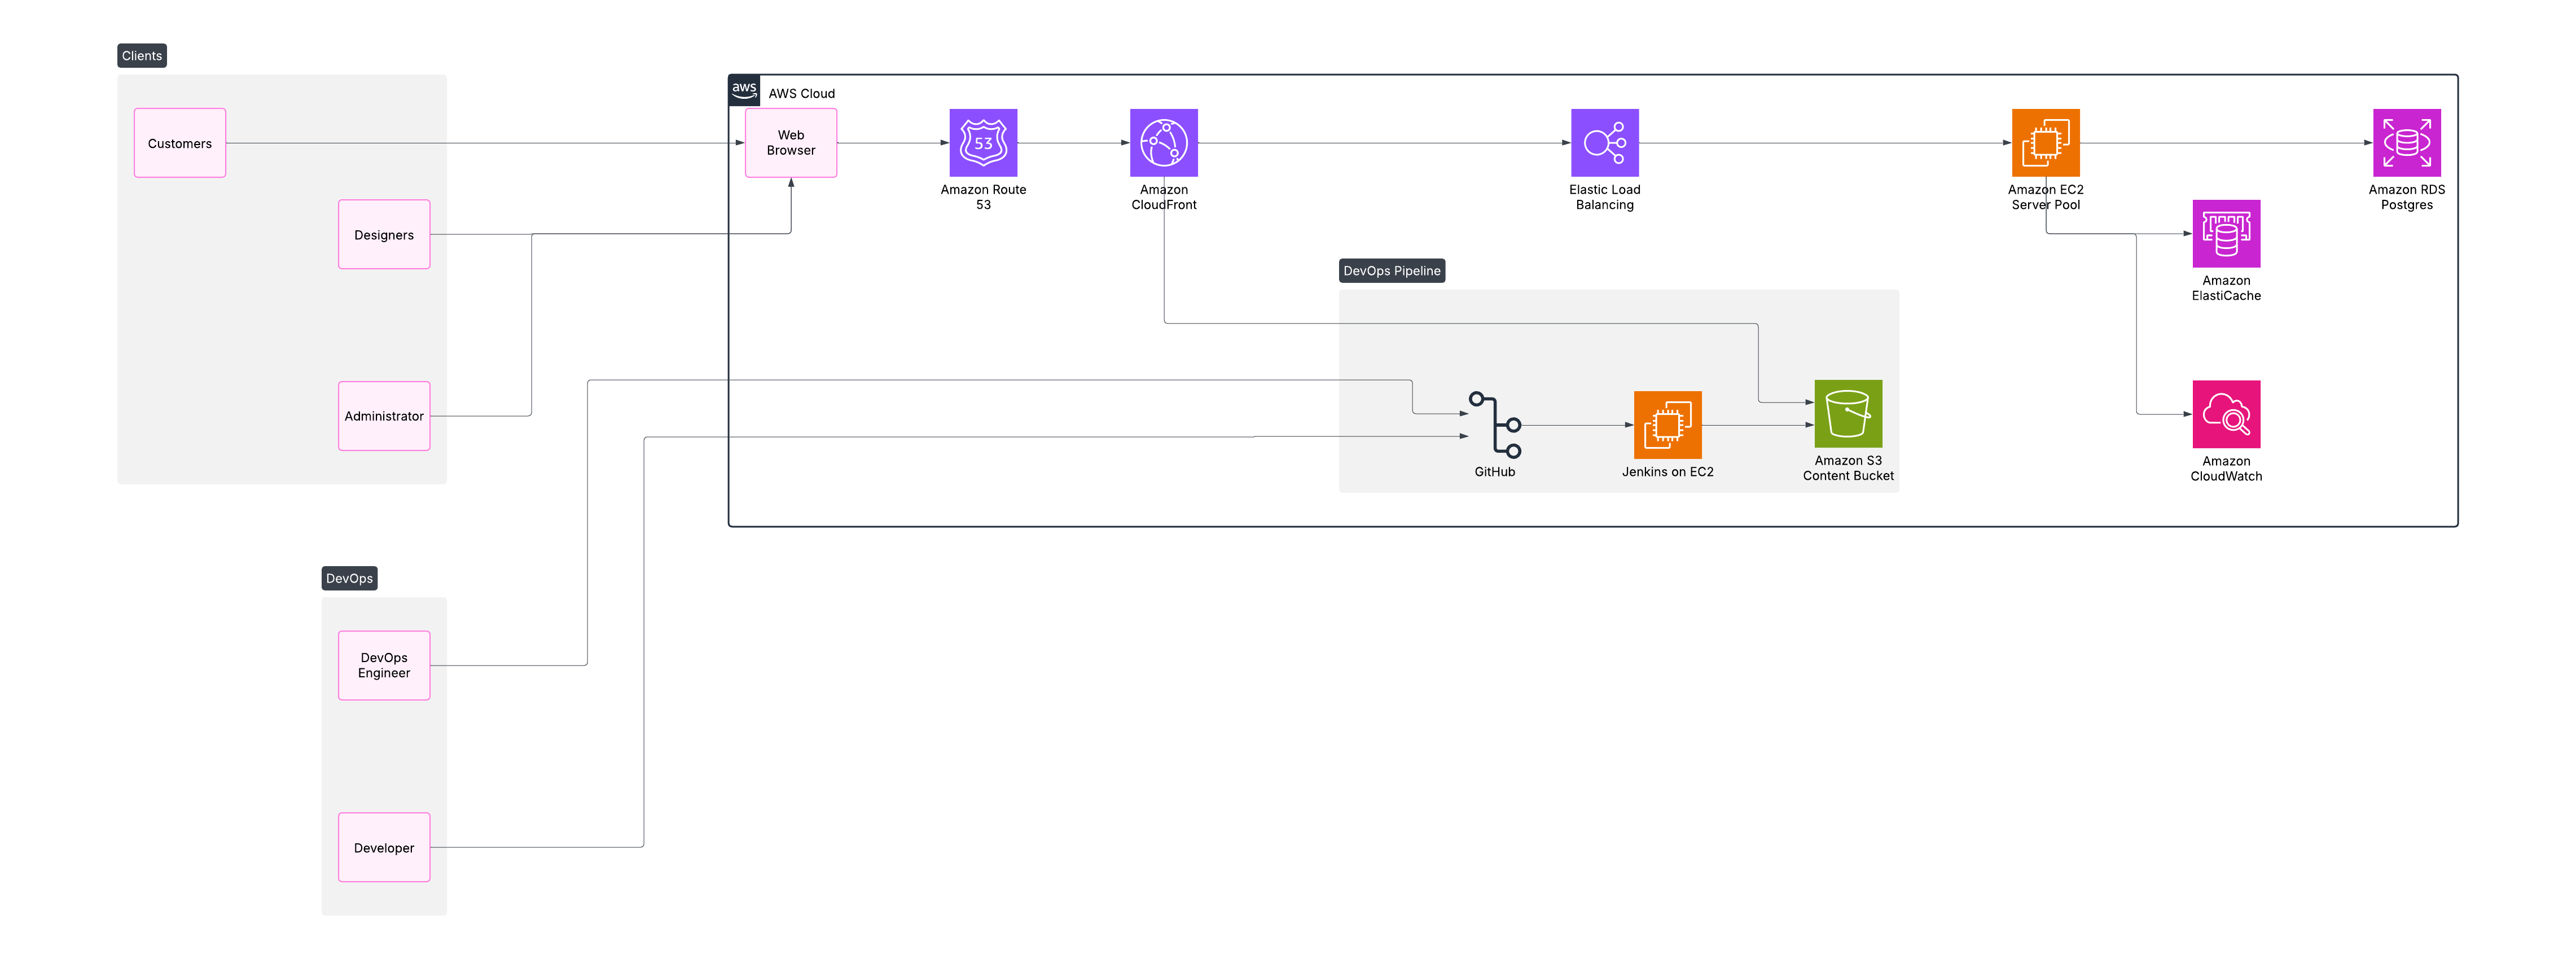 Clients
aws
AWS Cloud
Customers
Web
Browser
53
Amazon Route
53
Amazon
CloudFront
Elastic Load
Balancing
Amazon EC2
Server Pool
Amazon RDS
Postgres
Designers
Amazon
ElastiCache
DevOps Pipeline
Administrator
GitHub
Jenkins on EC2
Amazon S3
Content Bucket
Amazon
CloudWatch
DevOps
DevOps
Engineer
Developer